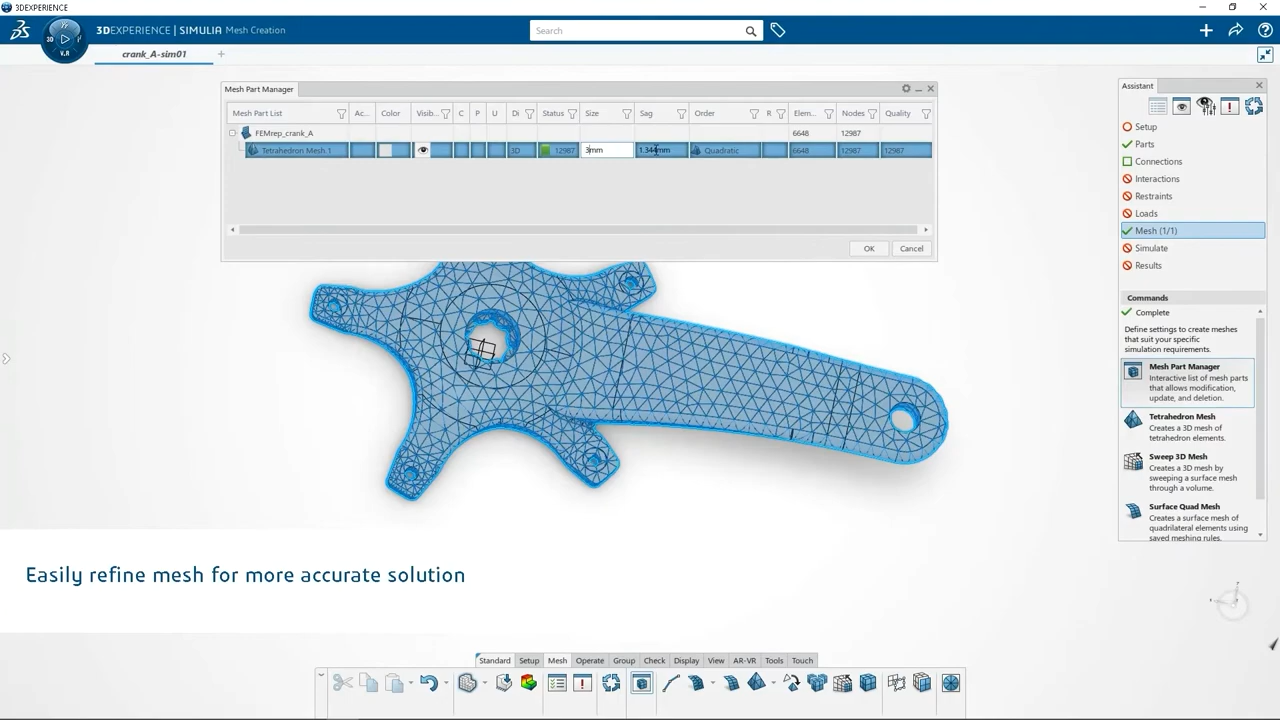 3DEXPERIENCE
3DEXPERIENCE | SIMULIA Mesh Creation
Search
3D
V.R
crank_A-sim01
Mesh Part Manager
Mesh Part List Ac... Color Visib... C P U Di Status Size Sag Order R Elem... Nodes Quality
FEMrep_crank_A 6648 12987
Tetrahedron Mesh.1 3D 12987 3mm 1.344mm Quadratic 6648 12987 12987
OK Cancel
Assistant
Setup
Parts
Connections
Interactions
Restraints
Loads
Mesh (1/1)
Simulate
Results
Commands
Complete
Define settings to create meshes
that suit your specific
simulation requirements.
Mesh Part Manager
Interactive list of mesh parts
that allows modification,
update, and deletion.
Tetrahedron Mesh
Creates a 3D mesh of
tetrahedron elements.
Sweep 3D Mesh
Creates a 3D mesh by
sweeping a surface mesh
through a volume.
Surface Quad Mesh
Creates a surface mesh of
quadrilateral elements using
saved meshing rules.
Easily refine mesh for more accurate solution
Standard Setup Mesh Operate Group Check Display View AR-VR Tools Touch